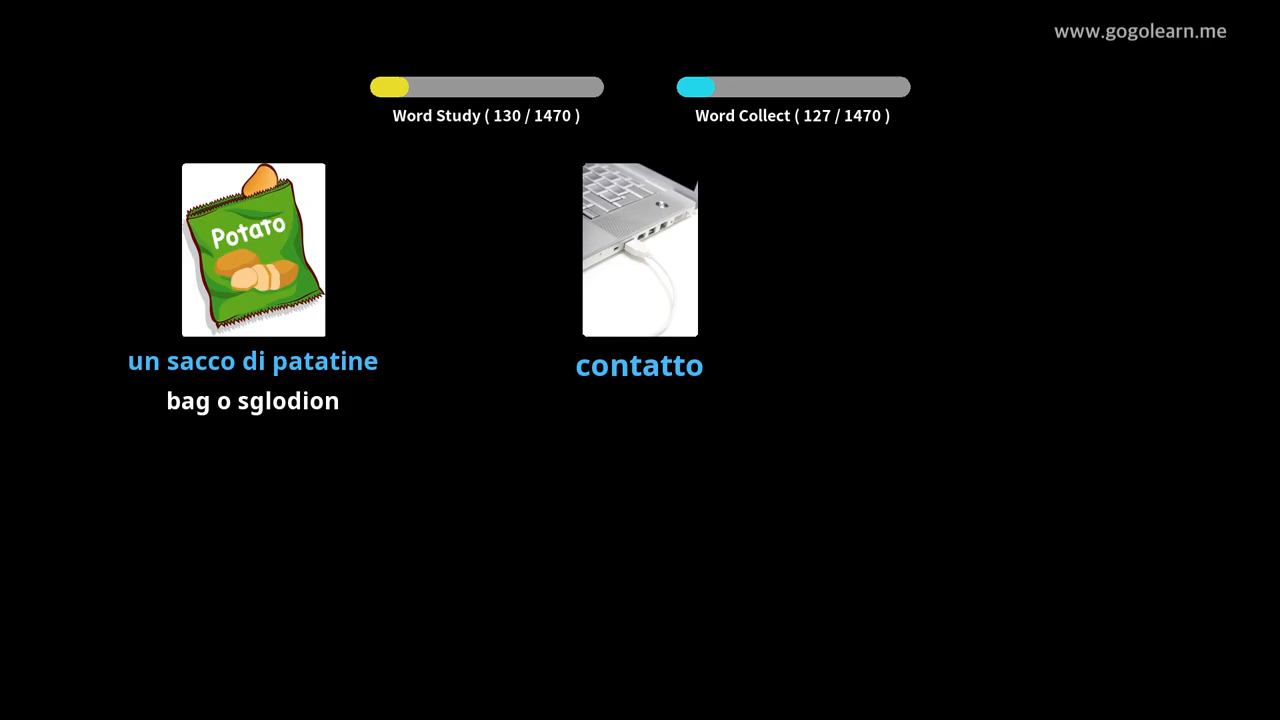 www.gogolearn.me
Word Study ( 130 / 1470 )
Word Collect ( 127 / 1470 )
Potato
un sacco di patatine
bag o sglodion
contatto